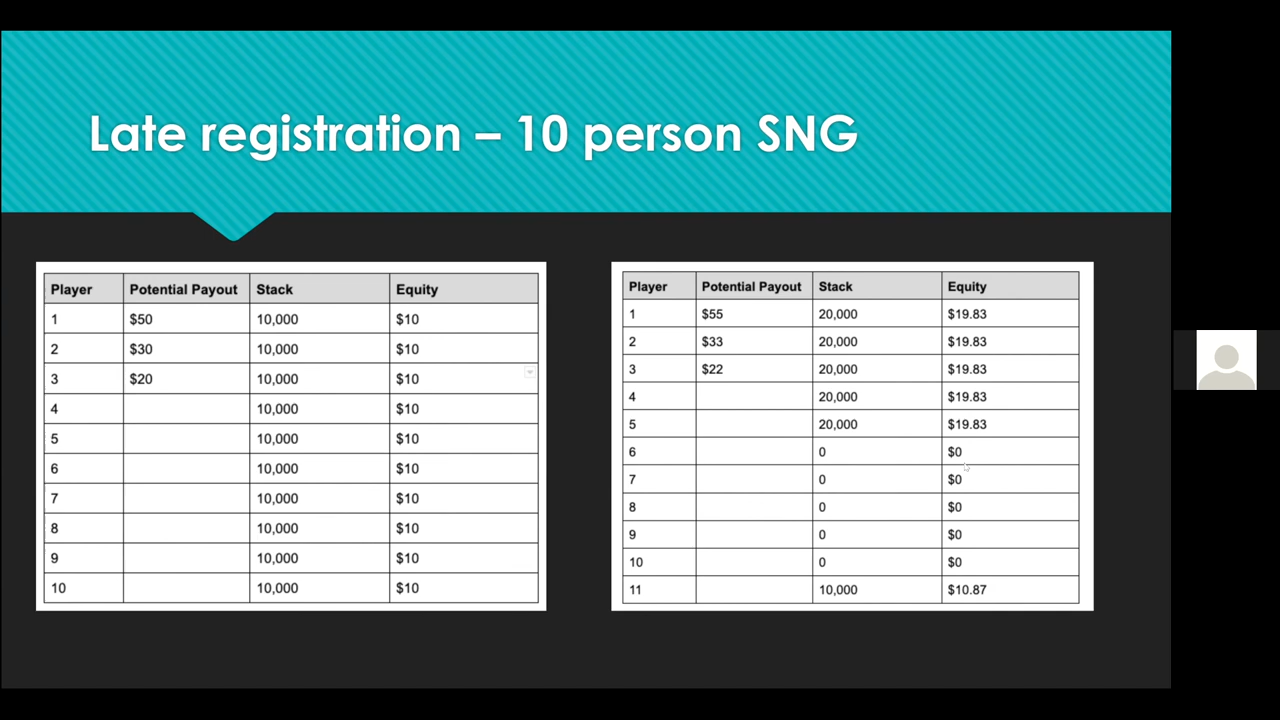 Late registration – 10 person SNG
Player Potential Payout Stack Equity
1 $50 10,000 $10
2 $30 10,000 $10
3 $20 10,000 $10
4 10,000 $10
5 10,000 $10
6 10,000 $10
7 10,000 $10
8 10,000 $10
9 10,000 $10
10 10,000 $10
Player Potential Payout Stack Equity
1 $55 20,000 $19.83
2 $33 20,000 $19.83
3 $22 20,000 $19.83
4 20,000 $19.83
5 20,000 $19.83
6 0 $0
7 0 $0
8 0 $0
9 0 $0
10 0 $0
11 10,000 $10.87